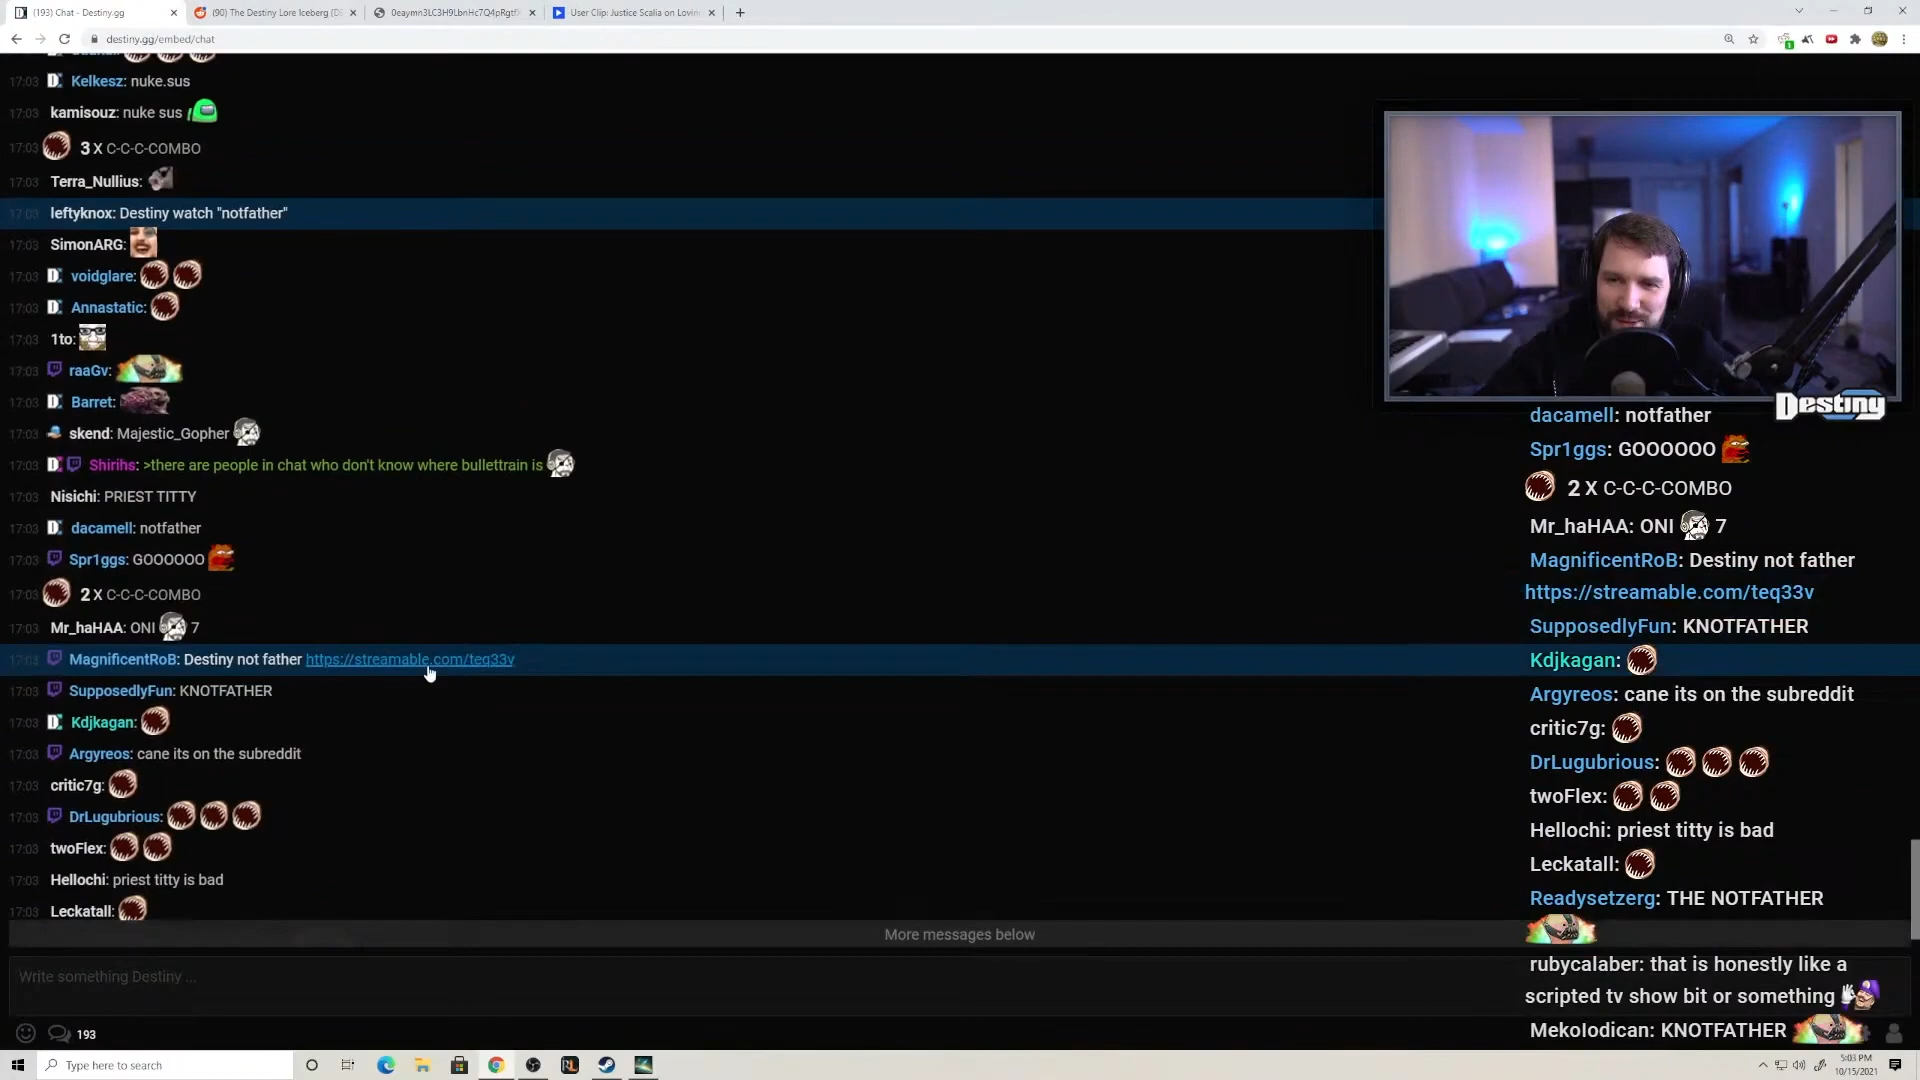 (193) Chat - Destiny.gg
(90) The Destiny Lore Iceberg (D
0eaymn3LC3H9LbnHc7Q4pRgtf
User Clip: Justice Scalia on Lovin
destiny.gg/embed/chat
17:03 Kelkesz: nuke.sus
17:03 kamisouz: nuke sus
17:03 3 X C-C-C-COMBO
17:03 Terra_Nullius:
17:03 leftyknox: Destiny watch "notfather"
17:03 SimonARG:
17:03 voidglare:
17:03 Annastatic:
17:03 1to:
17:03 raaGv:
17:03 Barret:
17:03 skend: Majestic_Gopher
17:03 Shirihs: >there are people in chat who don't know where bullettrain is
17:03 Nisichi: PRIEST TITTY
17:03 dacamell: notfather
17:03 Spr1ggs: GOOOOOO
17:03 2 X C-C-C-COMBO
17:03 Mr_haHAA: ONI 7
17:03 MagnificentRoB: Destiny not father https://streamable.com/teq33v
17:03 SupposedlyFun: KNOTFATHER
17:03 Kdjkagan:
17:03 Argyreos: cane its on the subreddit
17:03 critic7g:
17:03 DrLugubrious:
17:03 twoFlex:
17:03 Hellochi: priest titty is bad
17:03 Leckatall:
More messages below
Write something Destiny ...
193
Destiny
dacamell: notfather
Spr1ggs: GOOOOOO
2 X C-C-C-COMBO
Mr_haHAA: ONI 7
MagnificentRoB: Destiny not father
https://streamable.com/teq33v
SupposedlyFun: KNOTFATHER
Kdjkagan:
Argyreos: cane its on the subreddit
critic7g:
DrLugubrious:
twoFlex:
Hellochi: priest titty is bad
Leckatall:
Readysetzerg: THE NOTFATHER
rubycalaber: that is honestly like a
scripted tv show bit or something
MekoIodican: KNOTFATHER
Type here to search
5:03 PM
10/15/2021